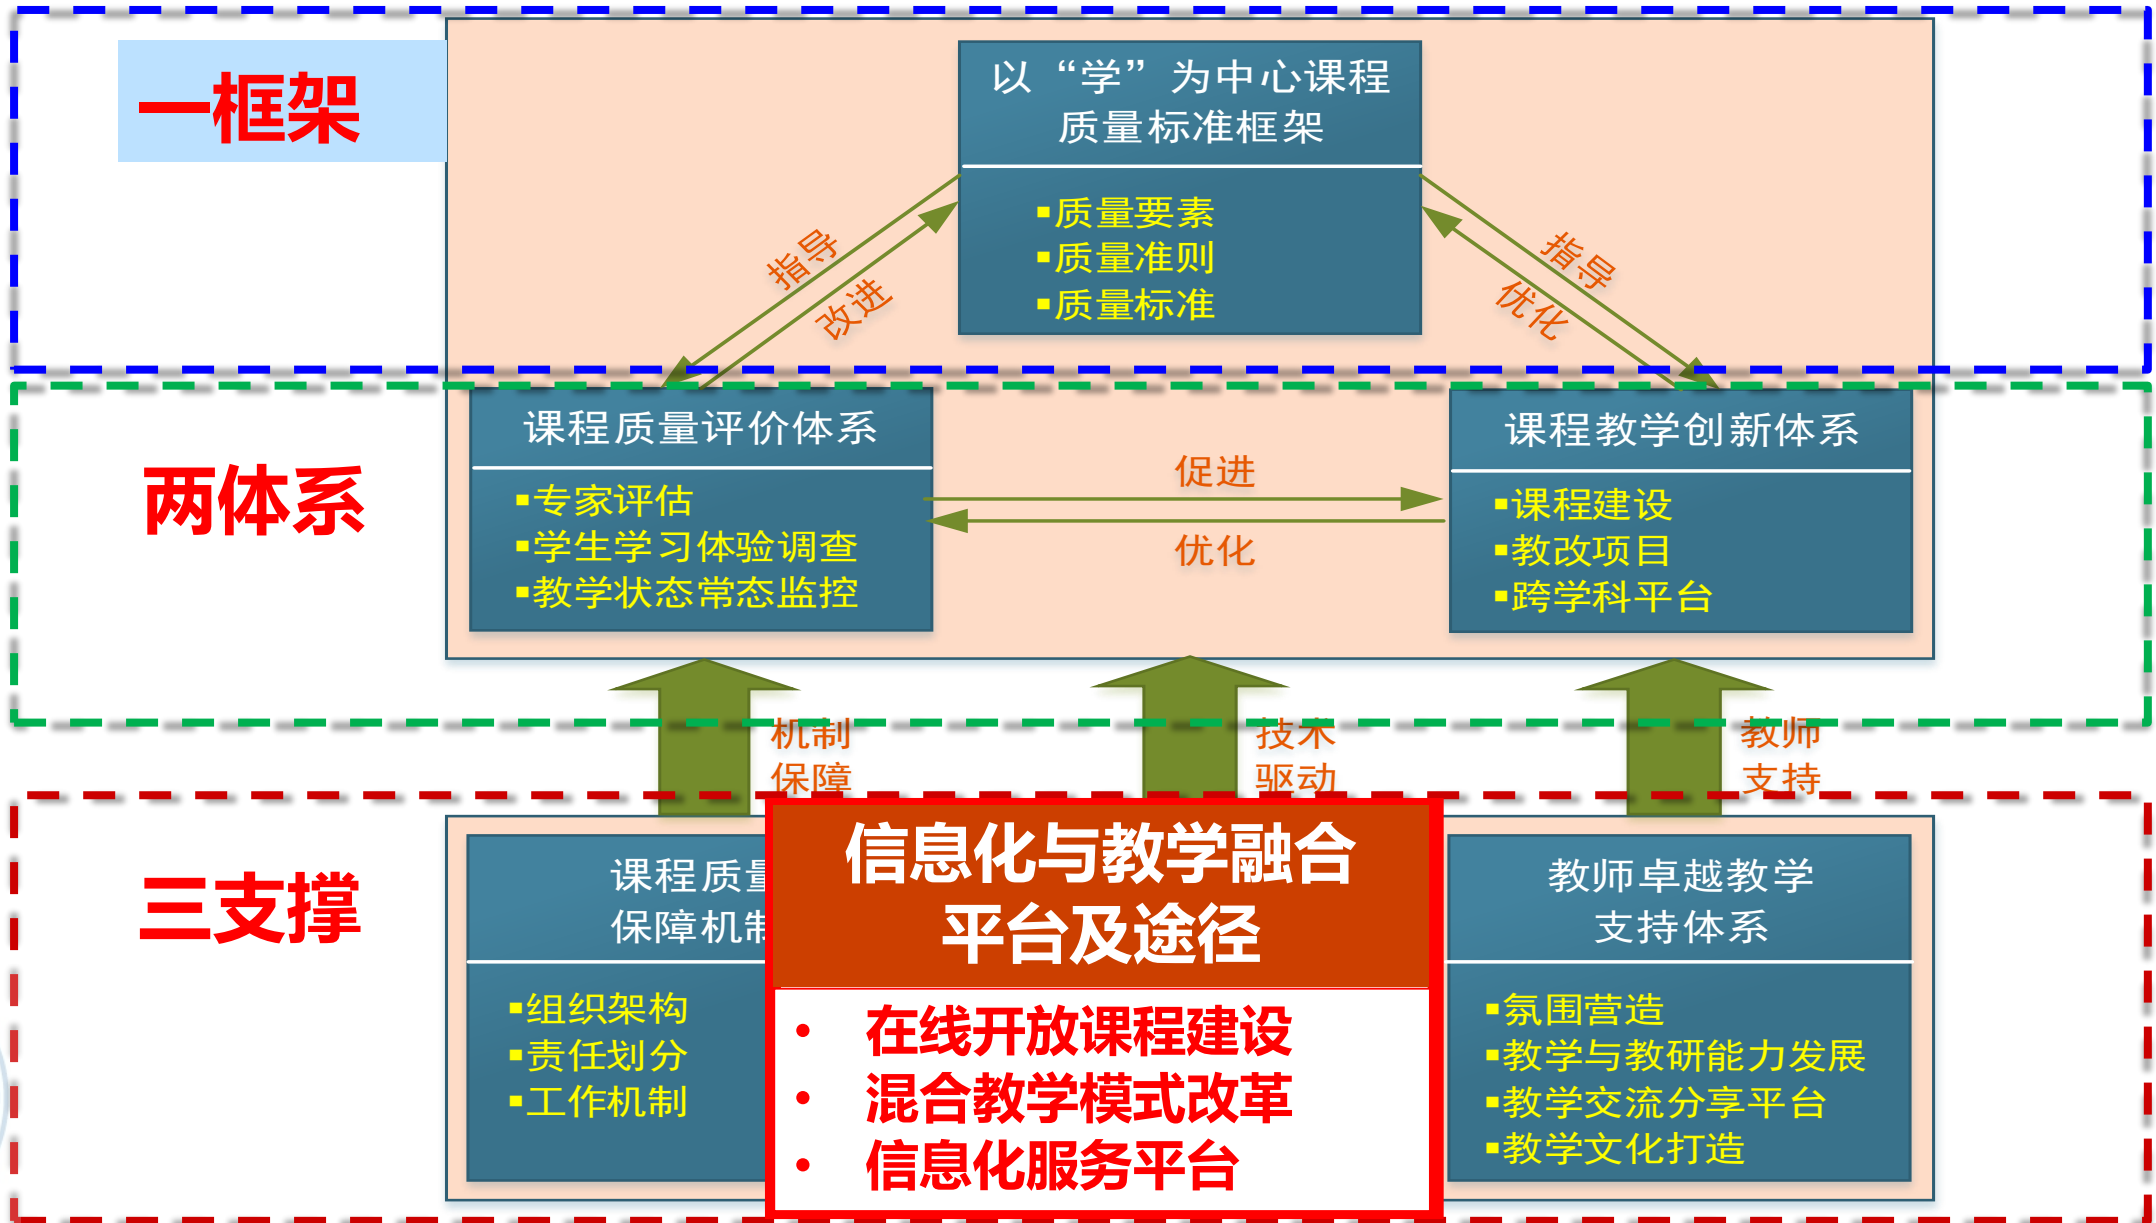 一框架
以“学”为中心课程
质量标准框架
▪质量要素
▪质量准则
▪质量标准
指导
改进
指导
优化
两体系
课程质量评价体系
▪专家评估
▪学生学习体验调查
▪教学状态常态监控
促进
优化
课程教学创新体系
▪课程建设
▪教改项目
▪跨学科平台
机制
保障
技术
驱动
教师
支持
三支撑
课程质量
保障机制
▪组织架构
▪责任划分
▪工作机制
信息化与教学融合
平台及途径
• 在线开放课程建设
• 混合教学模式改革
• 信息化服务平台
教师卓越教学
支持体系
▪氛围营造
▪教学与教研能力发展
▪教学交流分享平台
▪教学文化打造